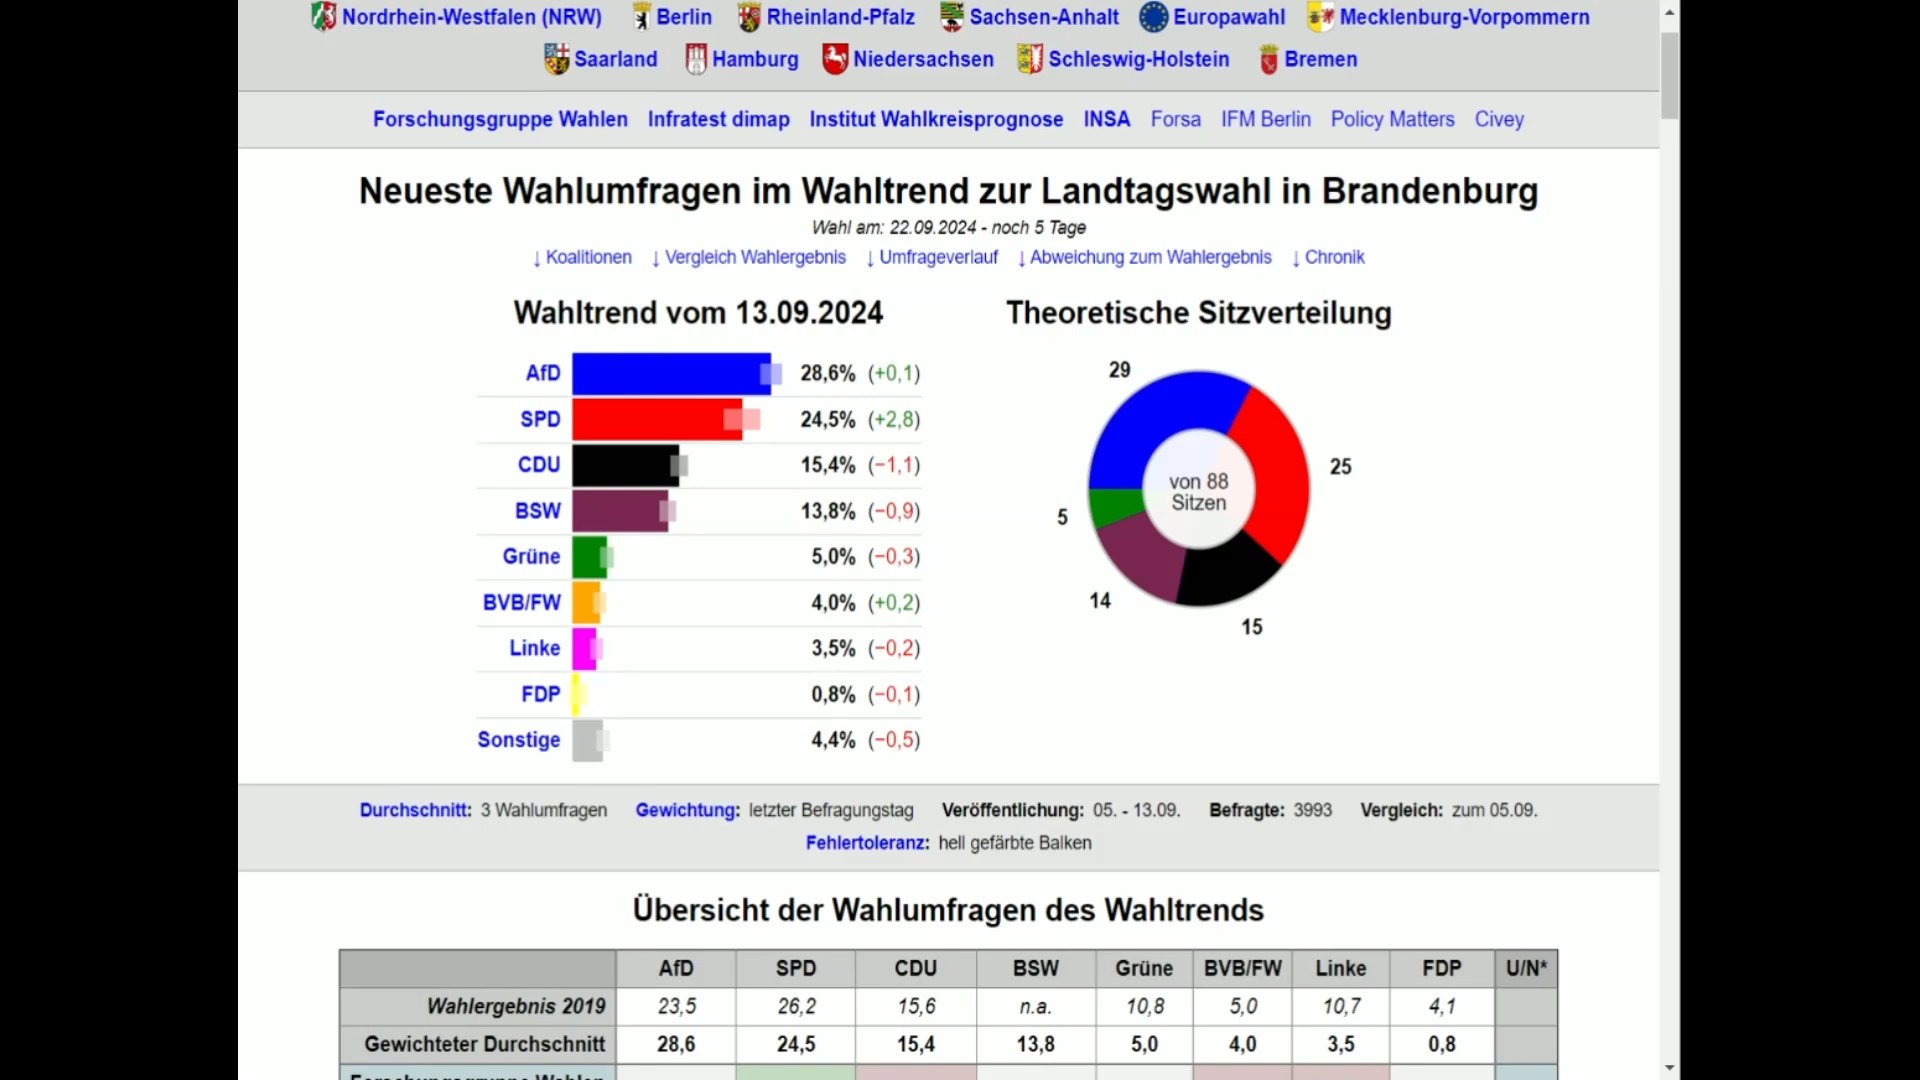 Nordrhein-Westfalen (NRW) Berlin Rheinland-Pfalz Sachsen-Anhalt Europawahl Mecklenburg-Vorpommern
Saarland Hamburg Niedersachsen Schleswig-Holstein Bremen
Forschungsgruppe Wahlen Infratest dimap Institut Wahlkreisprognose INSA Forsa IFM Berlin Policy Matters Civey
Neueste Wahlumfragen im Wahltrend zur Landtagswahl in Brandenburg
Wahl am: 22.09.2024 - noch 5 Tage
↓ Koalitionen ↓ Vergleich Wahlergebnis ↓ Umfrageverlauf ↓ Abweichung zum Wahlergebnis ↓ Chronik
Wahltrend vom 13.09.2024
AfD 28,6% (+0,1)
SPD 24,5% (+2,8)
CDU 15,4% (−1,1)
BSW 13,8% (−0,9)
Grüne 5,0% (−0,3)
BVB/FW 4,0% (+0,2)
Linke 3,5% (−0,2)
FDP 0,8% (−0,1)
Sonstige 4,4% (−0,5)
Theoretische Sitzverteilung
29
25
von 88
Sitzen
5
14
15
Durchschnitt: 3 Wahlumfragen Gewichtung: letzter Befragungstag Veröffentlichung: 05. - 13.09. Befragte: 3993 Vergleich: zum 05.09.
Fehlertoleranz: hell gefärbte Balken
Übersicht der Wahlumfragen des Wahltrends
AfD SPD CDU BSW Grüne BVB/FW Linke FDP U/N*
Wahlergebnis 2019 23,5 26,2 15,6 n.a. 10,8 5,0 10,7 4,1
Gewichteter Durchschnitt 28,6 24,5 15,4 13,8 5,0 4,0 3,5 0,8
Forschungsgruppe Wahlen